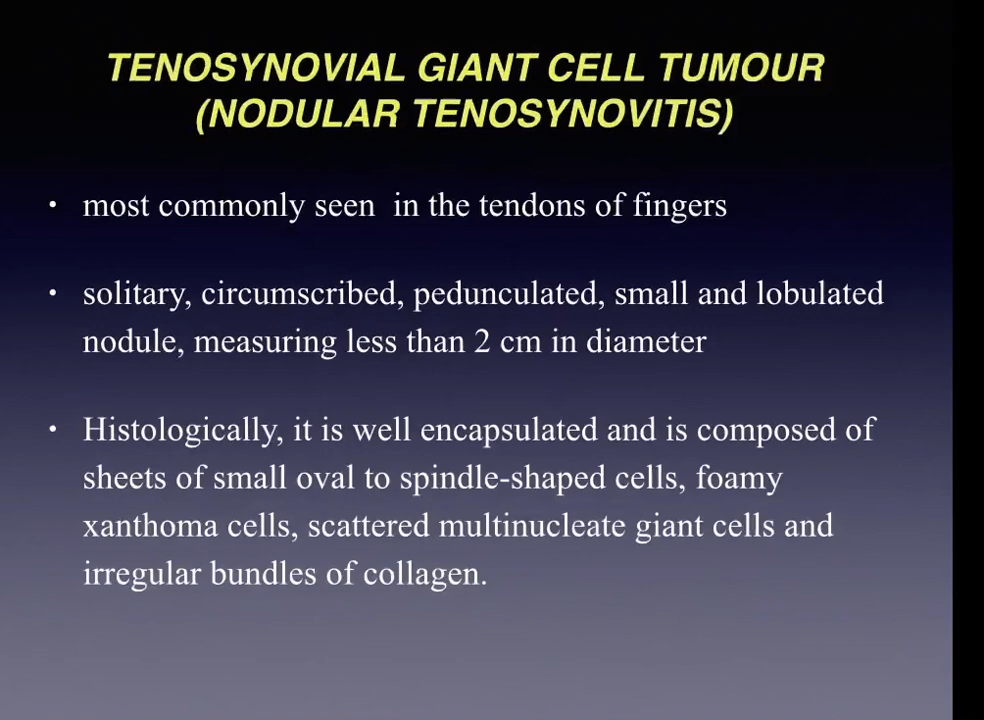 TENOSYNOVIAL GIANT CELL TUMOUR
(NODULAR TENOSYNOVITIS)
• most commonly seen in the tendons of fingers
• solitary, circumscribed, pedunculated, small and lobulated
nodule, measuring less than 2 cm in diameter
• Histologically, it is well encapsulated and is composed of
sheets of small oval to spindle-shaped cells, foamy
xanthoma cells, scattered multinucleate giant cells and
irregular bundles of collagen.